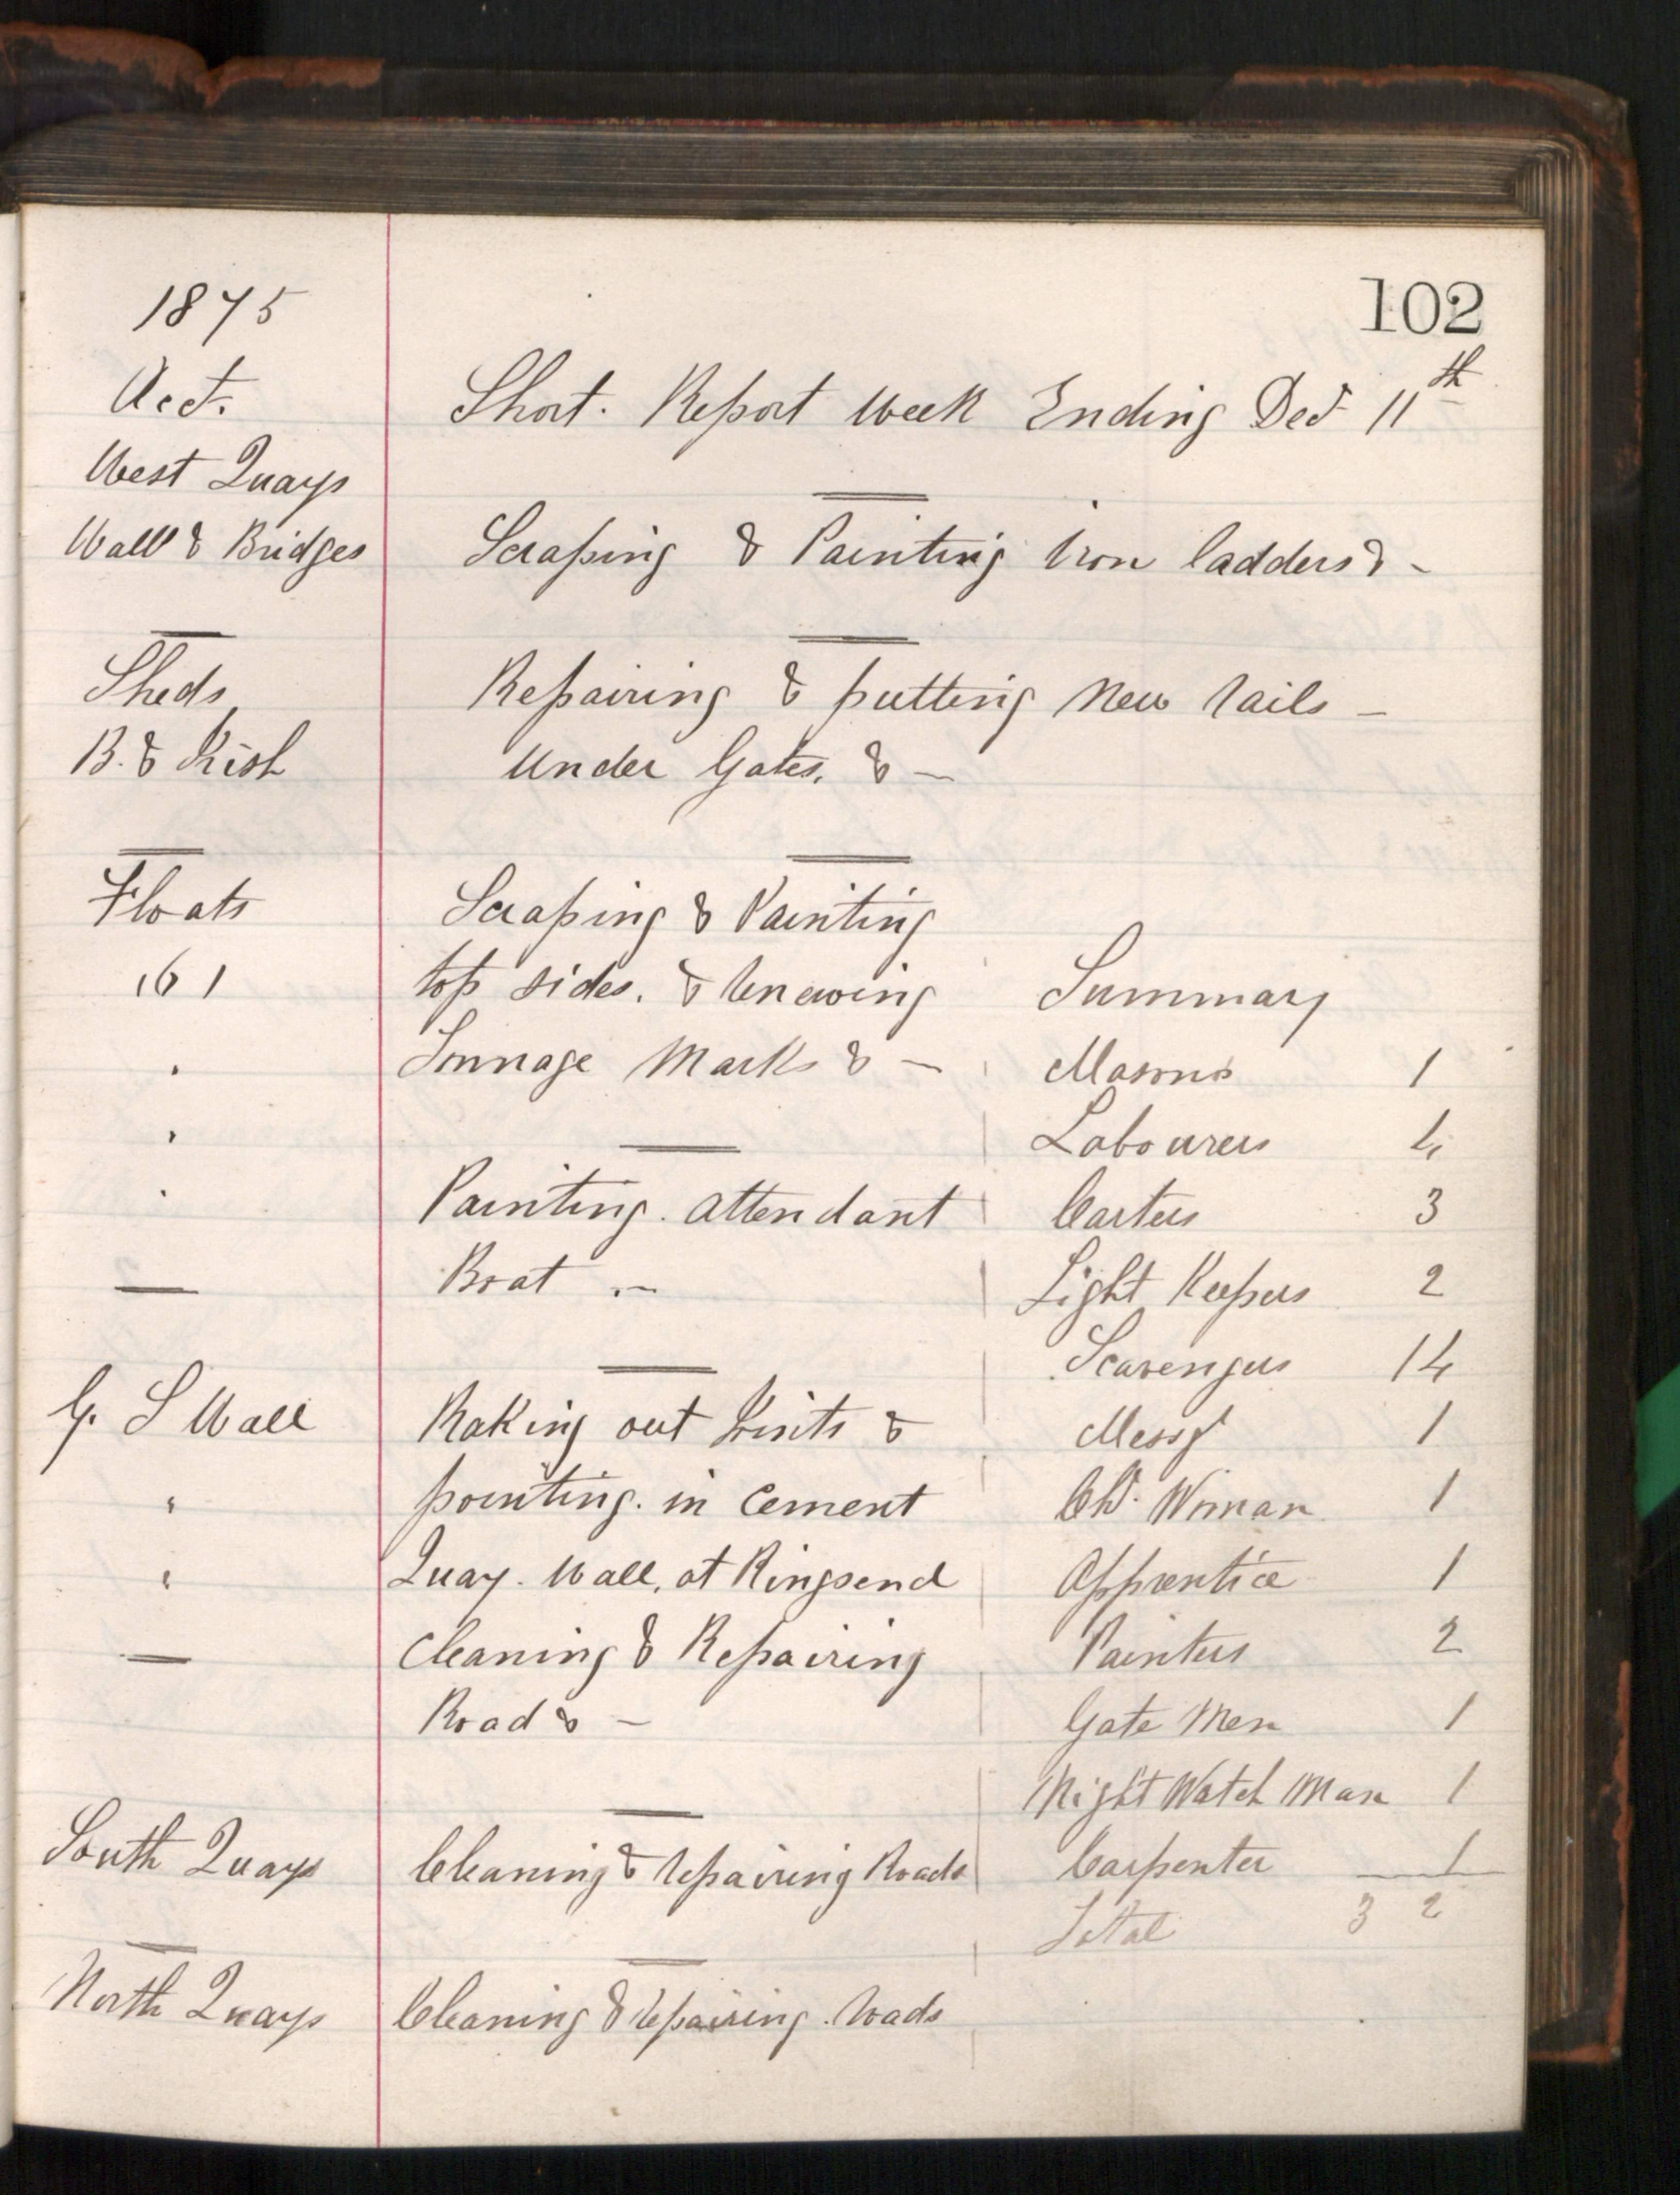 1875
102
Acct.
Short. Report Week Ending Dec 11th
West Quays
Wall & Bridges
Scraping & Painting Iron ladders & -
Sheds
Repairing & putting New rails -
B. & Irish
Under Gates. & -
Floats
Scraping & Painting
161
top sides. & renewing
Tonnage Marks & -
Painting. attendant
Boat . -
G. S Wall
Raking out Joints &
pointing. in Cement
Quay. Wall, at Ringsend
Cleaning & Repairing
Road & -
South Quays
Cleaning & repairing Roads
North Quays
Cleaning & repairing. roads
Summary
Masons 1
Labourers 4
Carters 3
Light Keepers 2
Scavengers 14
Messgr 1
Woman 1
Apprentice 1
Painters 2
Gate Men 1
Night Watch Man 1
Carpenter 1
Total 32